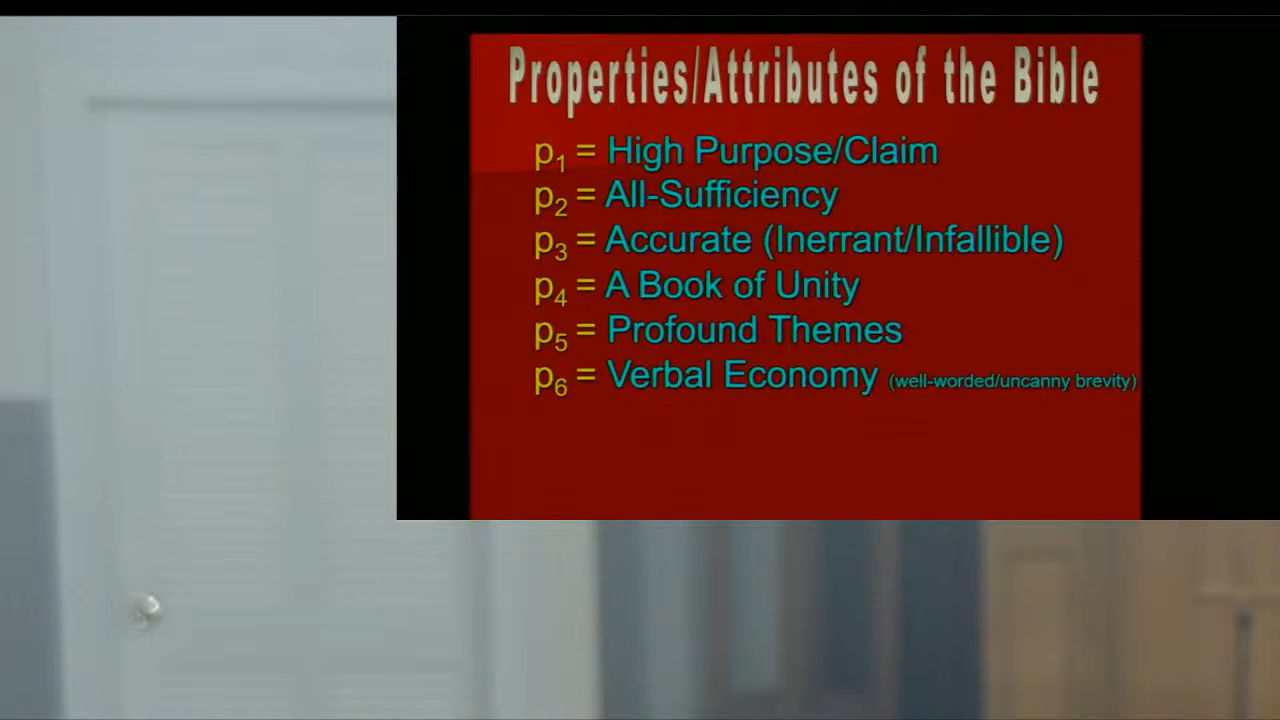 Properties/Attributes of the Bible
p1 = High Purpose/Claim
p2 = All-Sufficiency
p3 = Accurate (Inerrant/Infallible)
p4 = A Book of Unity
p5 = Profound Themes
p6 = Verbal Economy (well-worded/uncanny brevity)